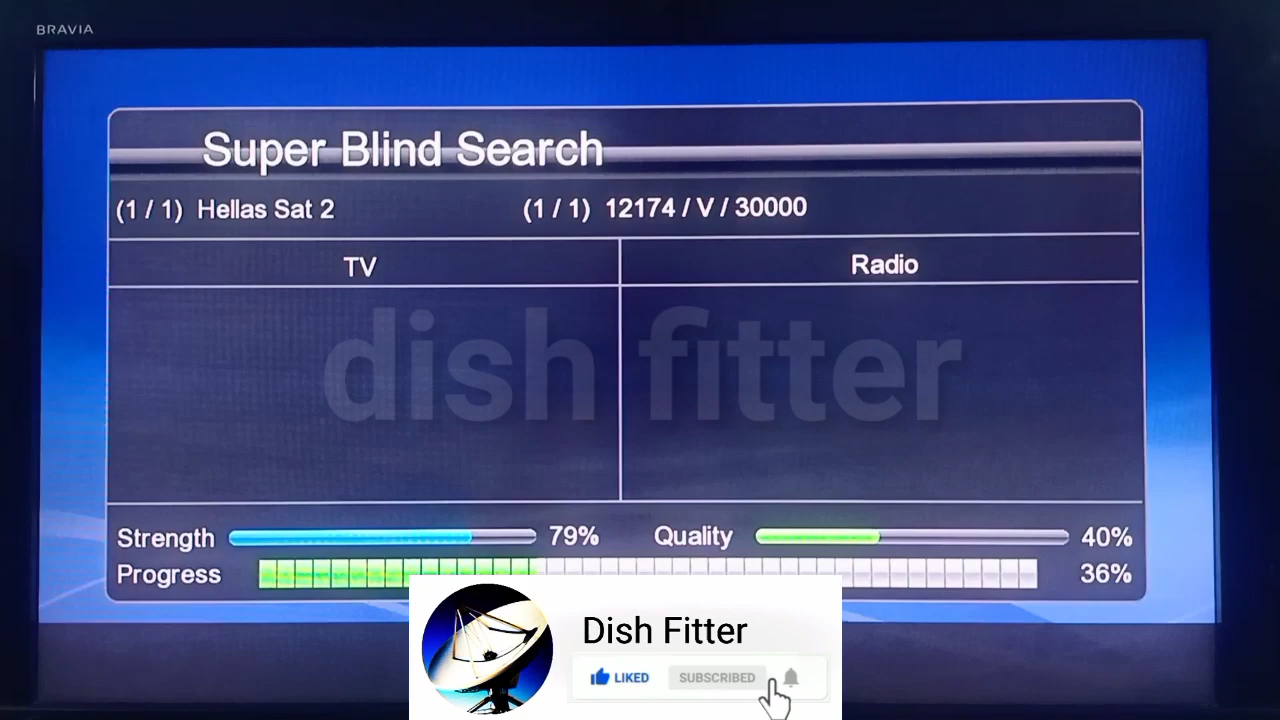 BRAVIA
Super Blind Search
(1 / 1) Hellas Sat 2 (1 / 1) 12174 / V / 30000
TV Radio
dish fitter
Strength 79% Quality 40%
Progress 36%
Dish Fitter
LIKED SUBSCRIBED